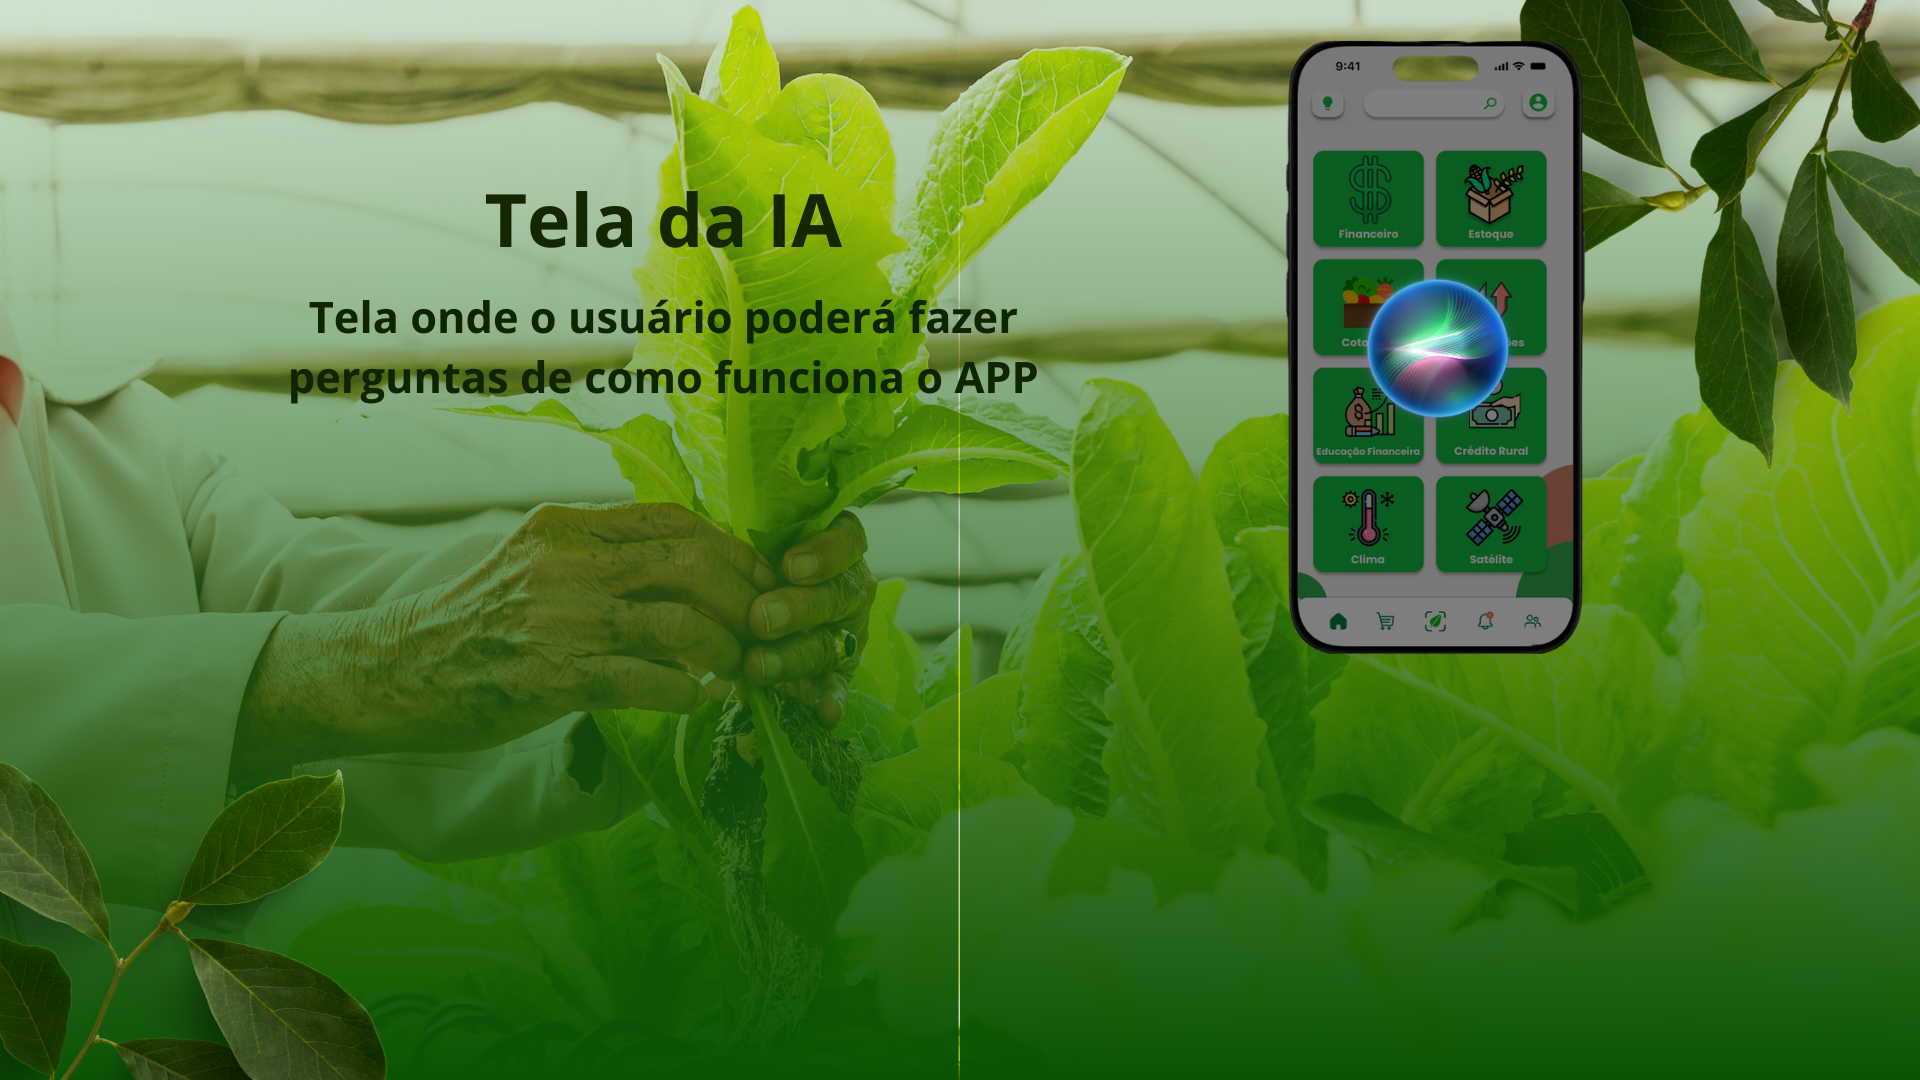 Tela da IA
Tela onde o usuário poderá fazer
perguntas de como funciona o APP
9:41
Financeiro
Estoque
Educação Financeira
Crédito Rural
Clima
Satélite